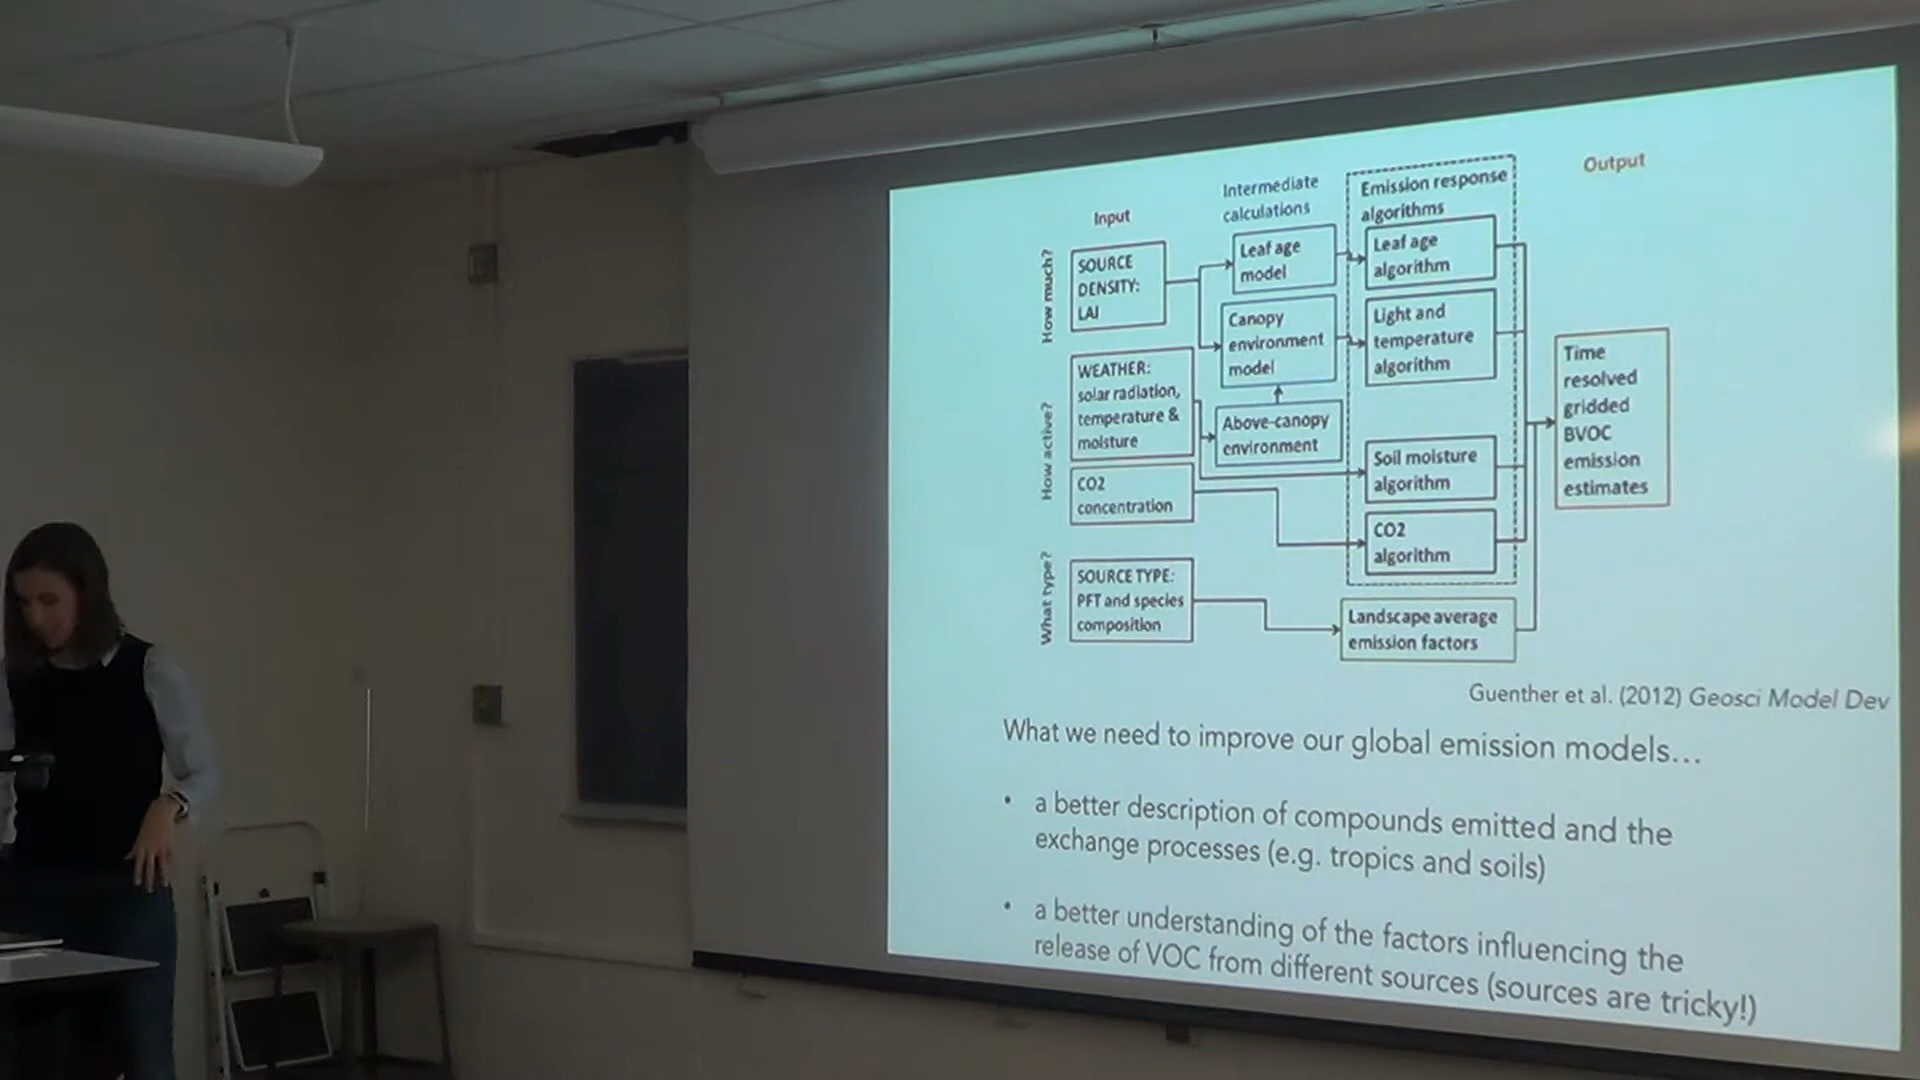 Input
Intermediate
calculations
Emission response
algorithms
Output
How much?
SOURCE
DENSITY:
LAI
Leaf age
model
Leaf age
algorithm
Canopy
environment
model
Light and
temperature
algorithm
How active?
WEATHER:
solar radiation,
temperature &
moisture
Above-canopy
environment
Soil moisture
algorithm
CO2
concentration
CO2
algorithm
Time
resolved
gridded
BVOC
emission
estimates
What type?
SOURCE TYPE:
PFT and species
composition
Landscape average
emission factors
Guenther et al. (2012) Geosci Model Dev
What we need to improve our global emission models...
• a better description of compounds emitted and the
exchange processes (e.g. tropics and soils)
• a better understanding of the factors influencing the
release of VOC from different sources (sources are tricky!)